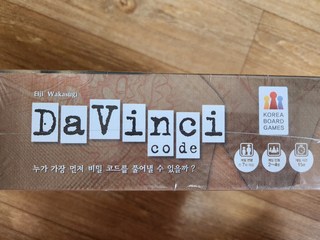 Eiji Wakasugi
DaVinci
code
누가 가장 먼저 비밀 코드를 풀어낼 수 있을까?
KOREA
BOARD
GAMES